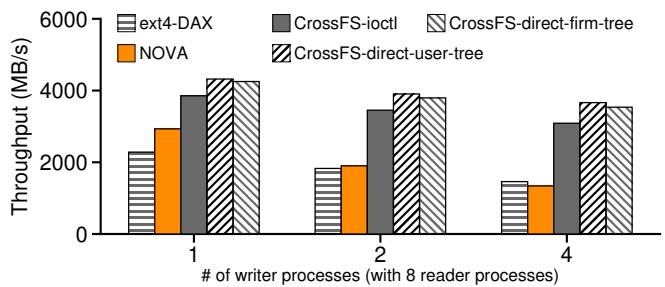 6000
4000
2000
0
Throughput (MB/s)
ext4-DAX CrossFS-ioctl CrossFS-direct-firm-tree
NOVA CrossFS-direct-user-tree
1 2 4
# of writer processes (with 8 reader processes)